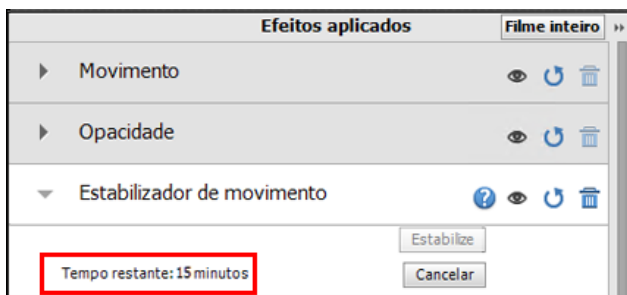 Efeitos aplicados Filme inteiro
Movimento
Opacidade
Estabilizador de movimento
Estabilize
Tempo restante: 15 minutos Cancelar